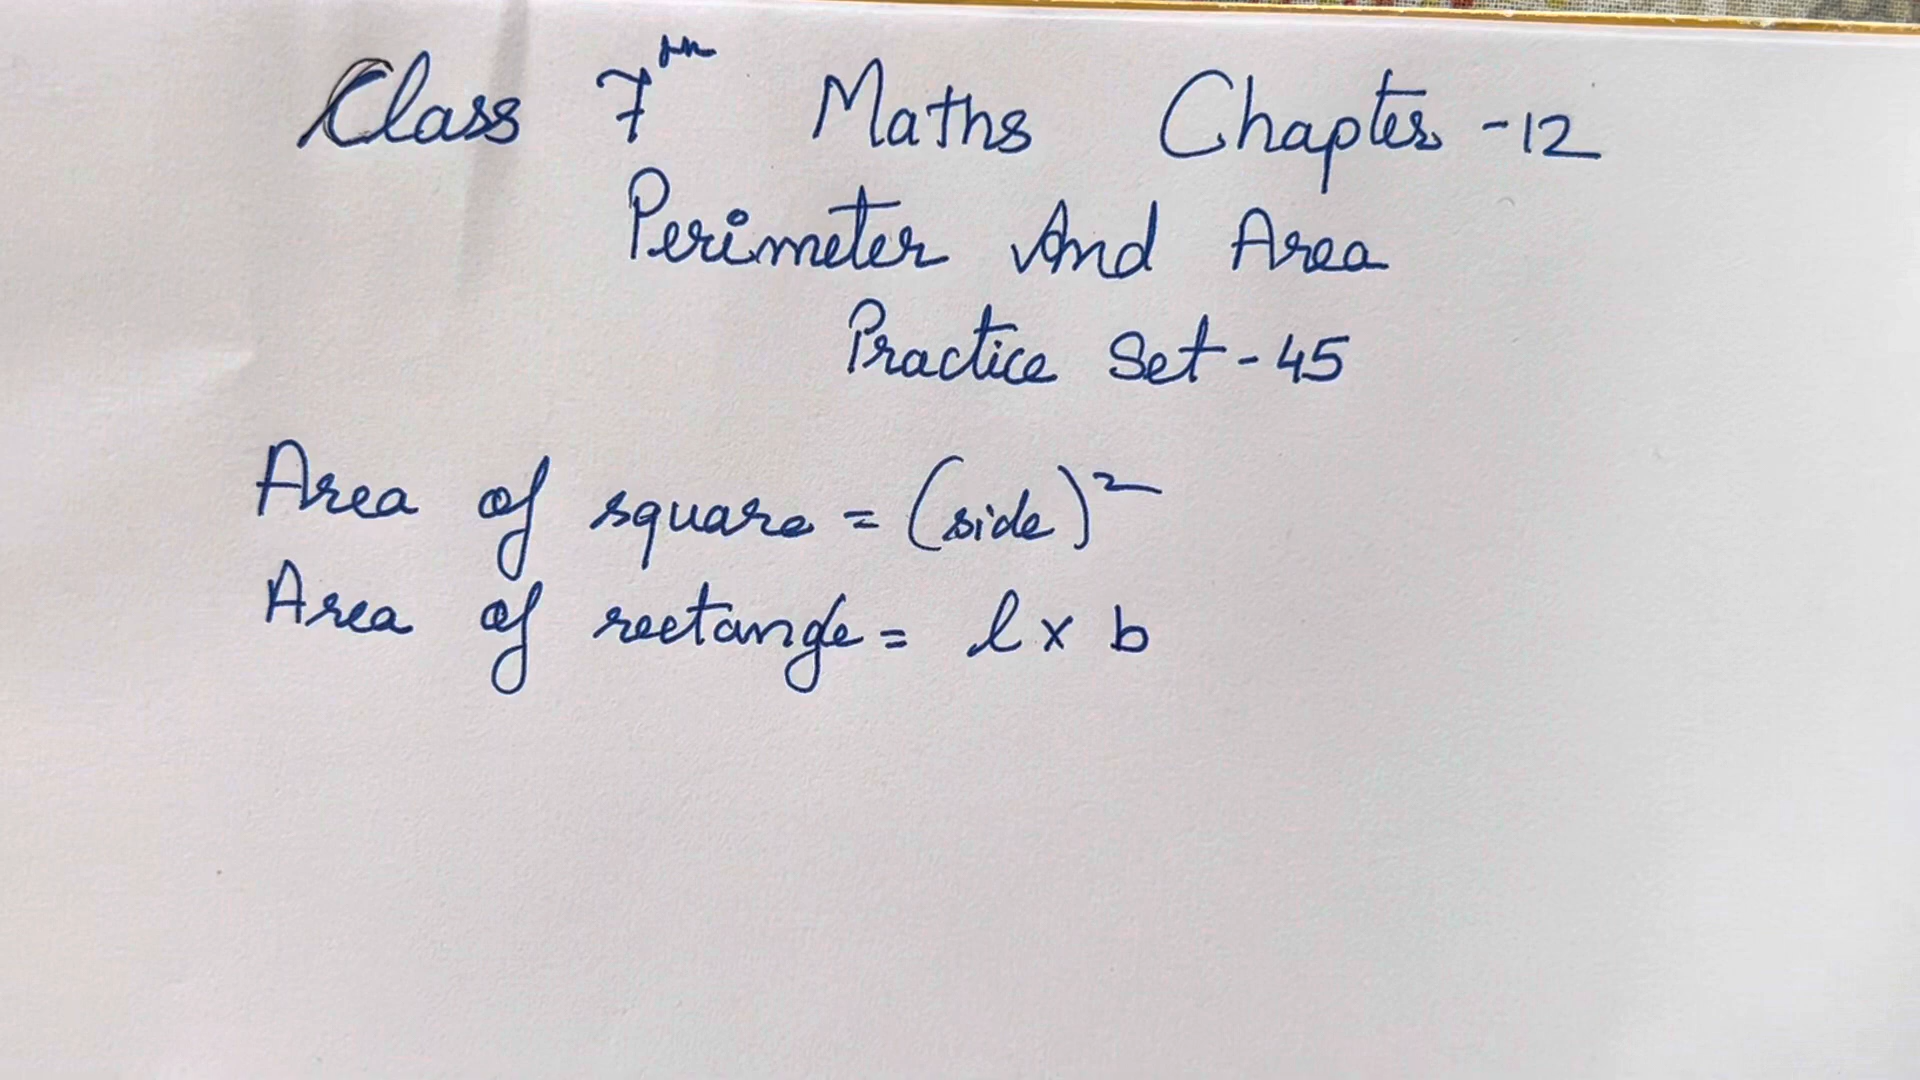 Class 7th Maths Chapter -12
Perimeter And Area
Practice Set - 45
Area of square = (side)²
Area of rectangle = l × b